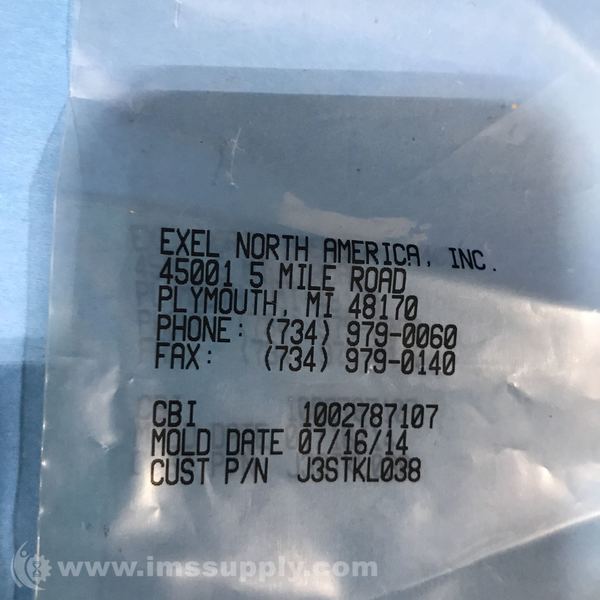 EXEL NORTH AMERICA, INC.
45001 5 MILE ROAD
PLYMOUTH, MI 48170
PHONE: (734) 979-0060
FAX: (734) 979-0140
CBI 1002787107
MOLD DATE 07/16/14
CUST P/N J3STKL038
www.imssupply.com